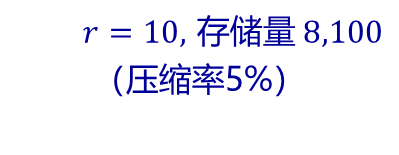 r = 10, 存储量 8,100
（压缩率5%）